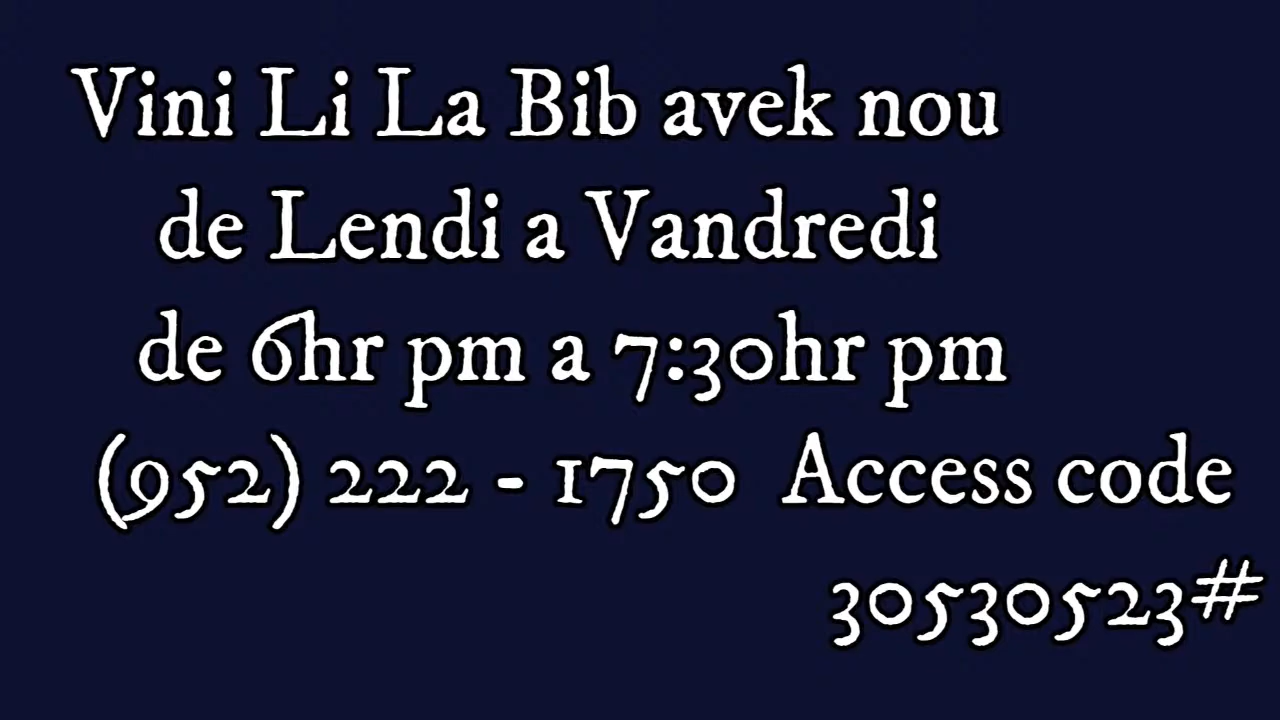 Vini Li La Bib avek nou
de Lendi a Vandredi
de 6hr pm a 7:30hr pm
(952) 222 - 1750 Access code
30530523#